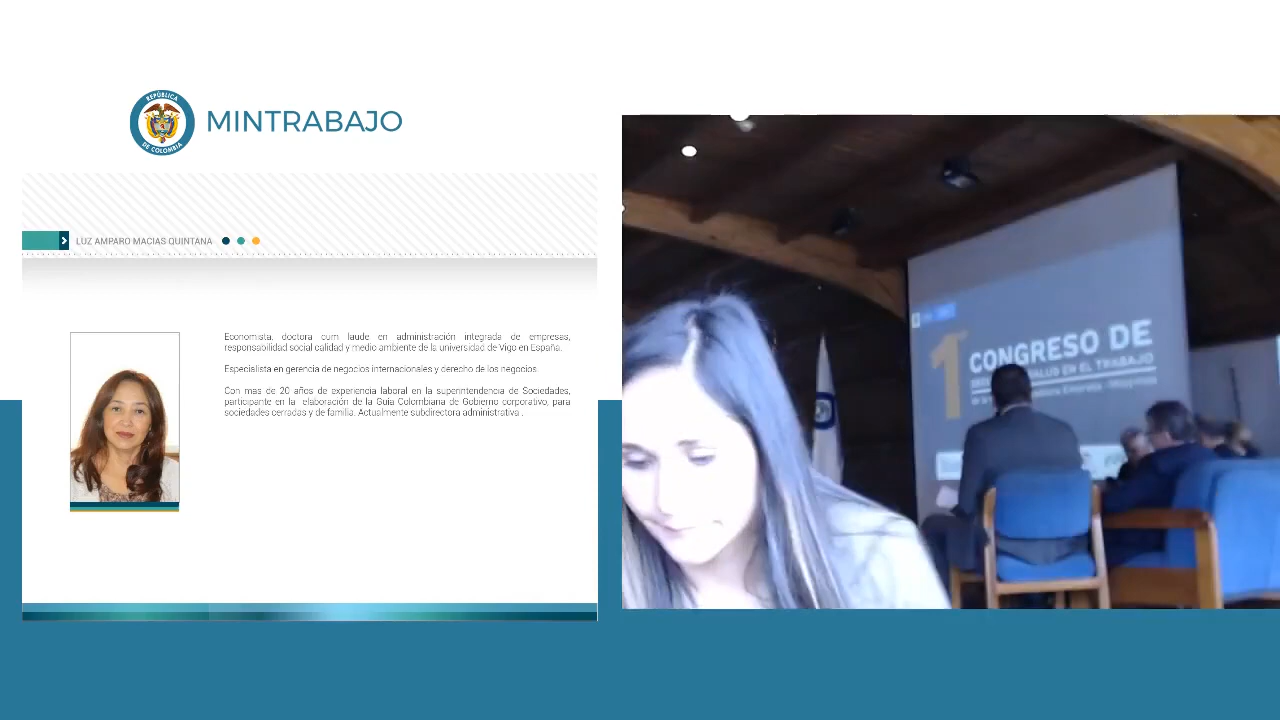 REPÚBLICA
DE COLOMBIA
MINTRABAJO
LUZ AMPARO MACIAS QUINTANA
Economista, doctora cum laude en administración integrada de empresas,
responsabilidad social calidad y medio ambiente de la universidad de Vigo en España.
Especialista en gerencia de negocios internacionales y derecho de los negocios.
Con mas de 20 años de experiencia laboral en la superintendencia de Sociedades,
participante en la elaboración de la Guía Colombiana de Gobierno corporativo, para
sociedades cerradas y de familia. Actualmente subdirectora administrativa .
1
CONGRESO DE
SALUD EN EL TRABAJO